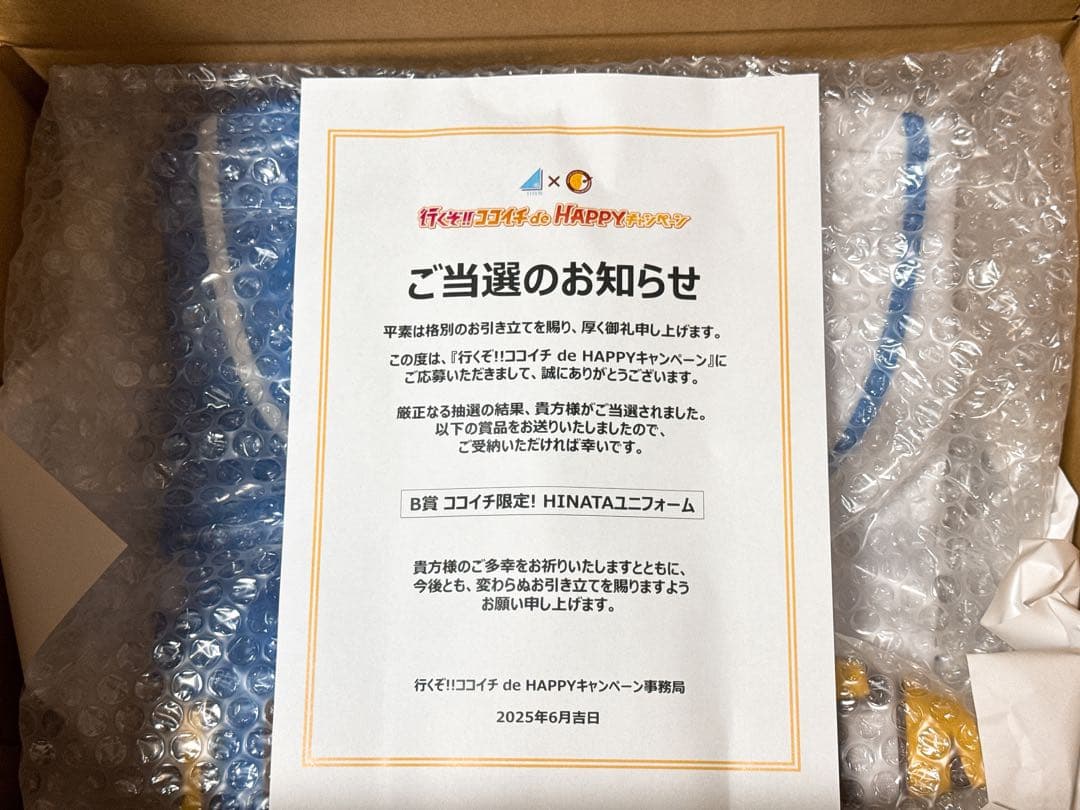 ×
行くぞ!!ココイチ de HAPPYキャンペーン
ご当選のお知らせ
平素は格別のお引き立てを賜り、厚く御礼申し上げます。
この度は、『行くぞ!!ココイチ de HAPPYキャンペーン』に
ご応募いただきまして、誠にありがとうございます。
厳正なる抽選の結果、貴方様がご当選されました。
以下の賞品をお送りいたしましたので、
ご受納いただければ幸いです。
B賞 ココイチ限定! HINATAユニフォーム
貴方様のご多幸をお祈りいたしますとともに、
今後とも、変わらぬお引き立てを賜りますよう
お願い申し上げます。
行くぞ!!ココイチ de HAPPYキャンペーン事務局
2025年6月吉日